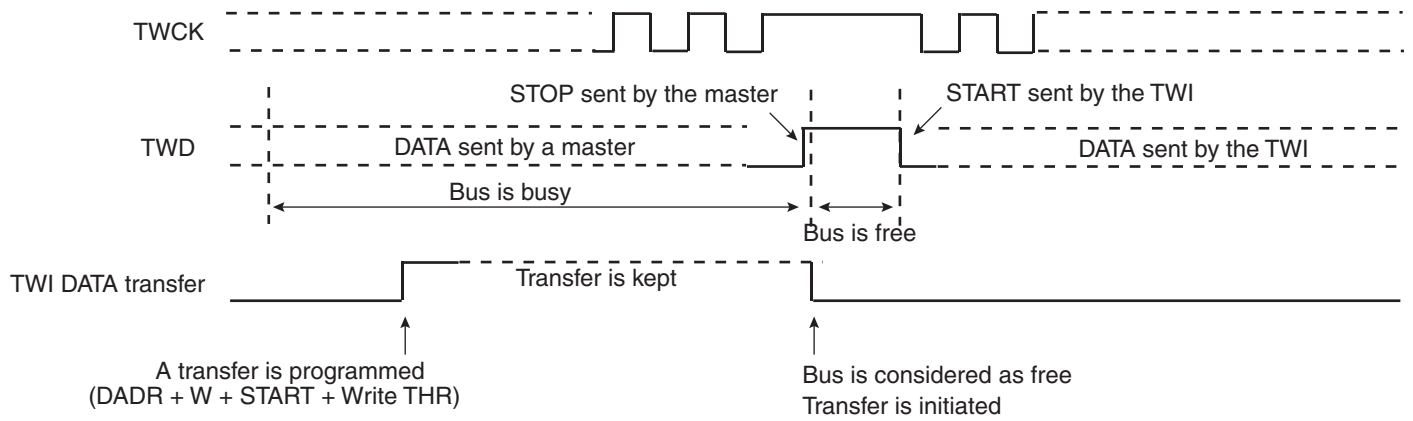 TWCK
STOP sent by the master
START sent by the TWI
TWD
DATA sent by a master
DATA sent by the TWI
Bus is busy
Bus is free
TWI DATA transfer
Transfer is kept
A transfer is programmed
(DADR + W + START + Write THR)
Bus is considered as free
Transfer is initiated